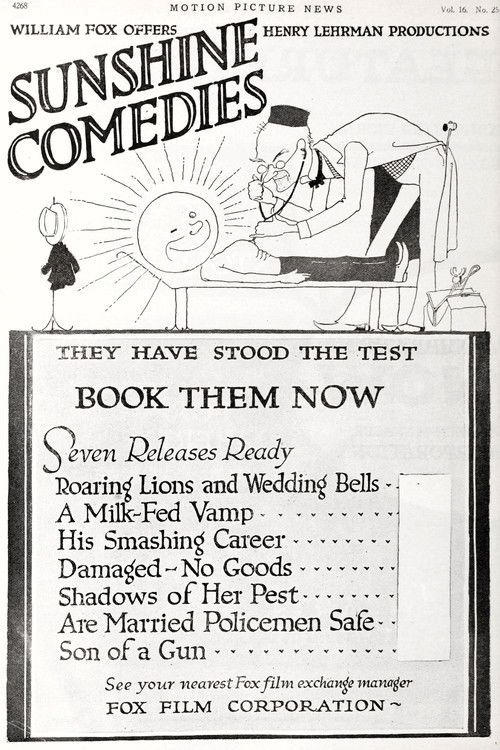 4268
MOTION PICTURE NEWS
Vol. 16. No. 25
WILLIAM FOX OFFERS
HENRY LEHRMAN PRODUCTIONS
SUNSHINE
COMEDIES
THEY HAVE STOOD THE TEST
BOOK THEM NOW
Seven Releases Ready
Roaring Lions and Wedding Bells
A Milk-Fed Vamp
His Smashing Career
Damaged~No Goods
Shadows of Her Pest
Are Married Policemen Safe
Son of a Gun
See your nearest Fox film exchange manager
FOX FILM CORPORATION~